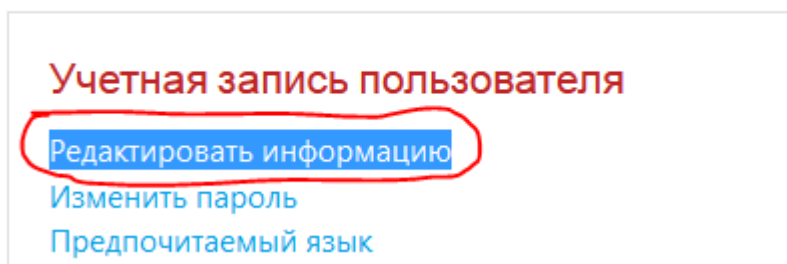 Учетная запись пользователя
Редактировать информацию
Изменить пароль
Предпочитаемый язык